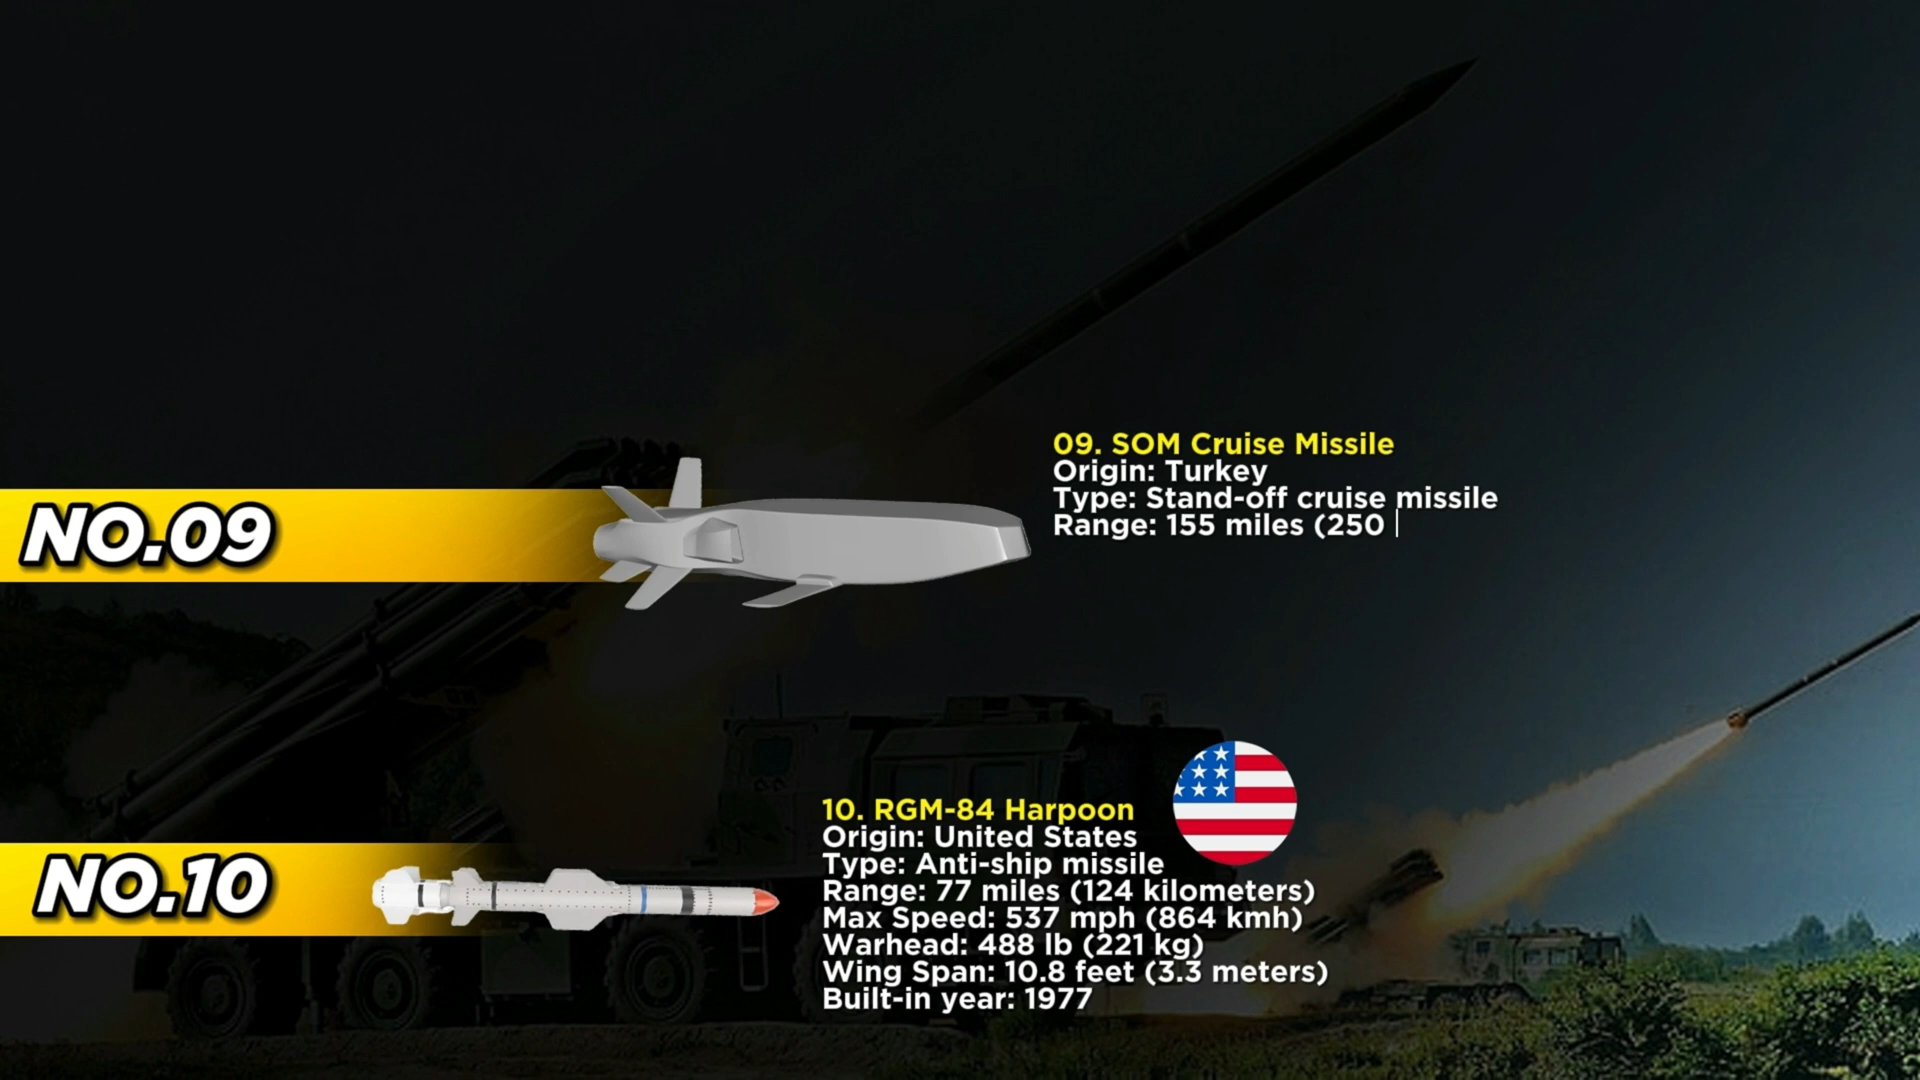 NO.09
09. SOM Cruise Missile
Origin: Turkey
Type: Stand-off cruise missile
Range: 155 miles (250
NO.10
10. RGM-84 Harpoon
Origin: United States
Type: Anti-ship missile
Range: 77 miles (124 kilometers)
Max Speed: 537 mph (864 kmh)
Warhead: 488 lb (221 kg)
Wing Span: 10.8 feet (3.3 meters)
Built-in year: 1977